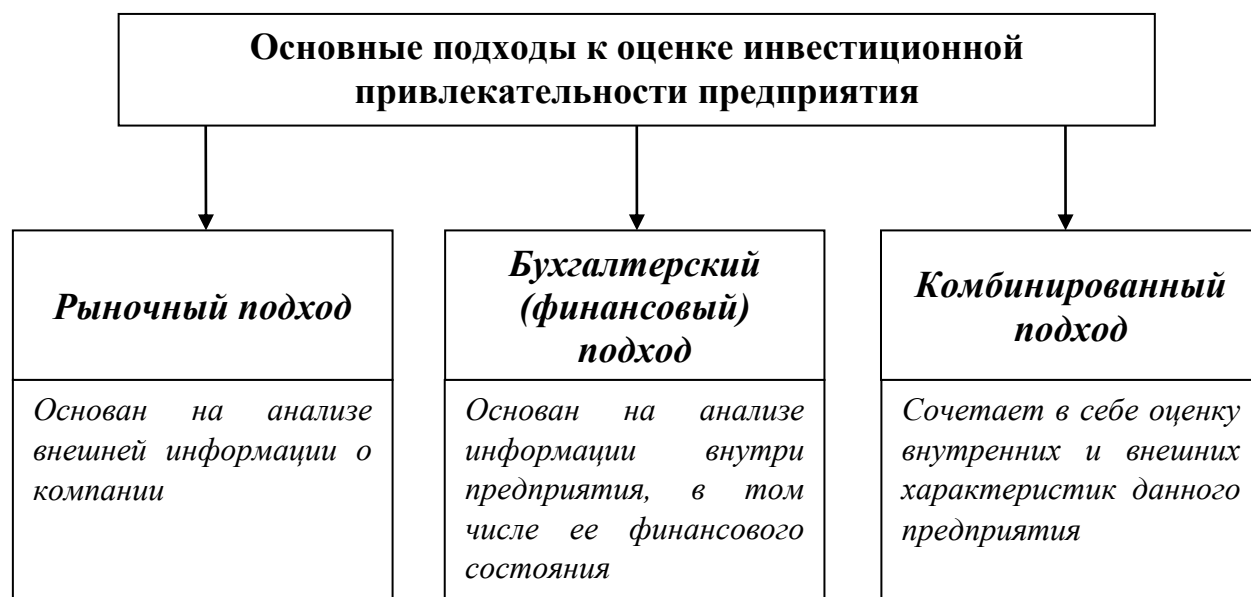 Основные подходы к оценке инвестиционной
привлекательности предприятия
Рыночный подход
Основан на анализе
внешней информации о
компании
Бухгалтерский
(финансовый)
подход
Основан на анализе
информации внутри
предприятия, в том
числе ее финансового
состояния
Комбинированный
подход
Сочетает в себе оценку
внутренних и внешних
характеристик данного
предприятия